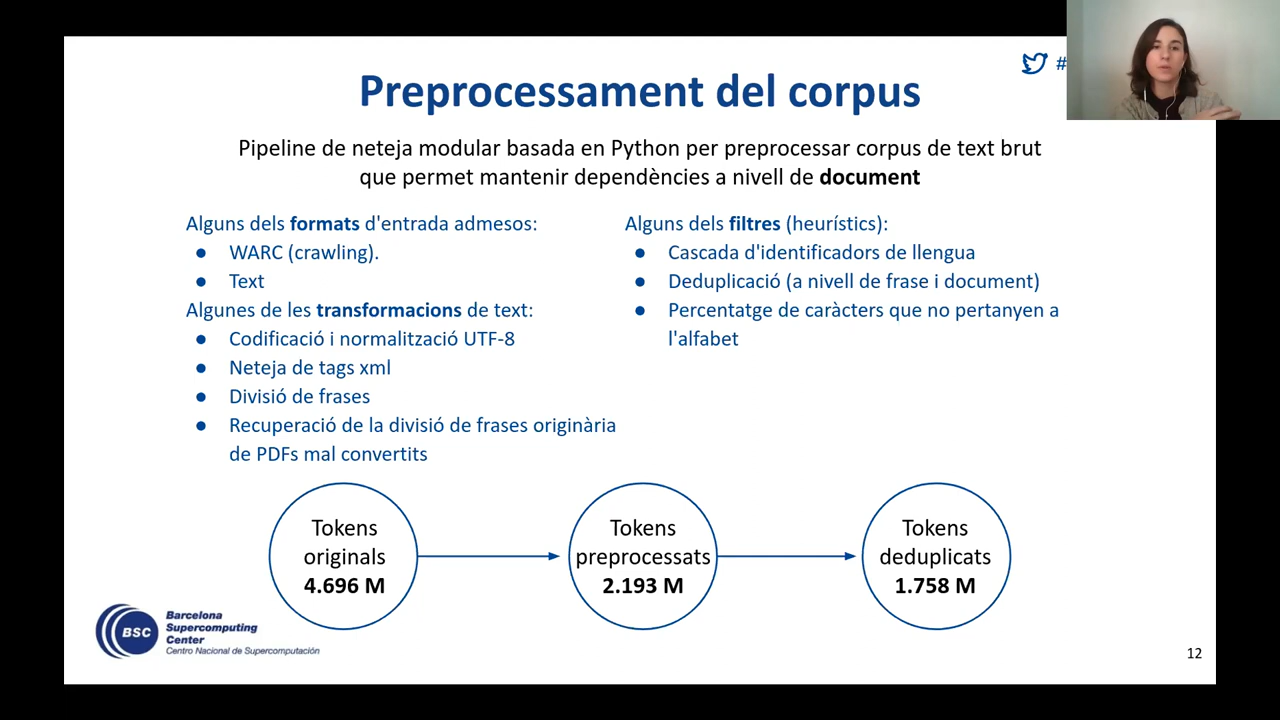 #
Preprocessament del corpus
Pipeline de neteja modular basada en Python per preprocessar corpus de text brut
que permet mantenir dependències a nivell de document
Alguns dels formats d'entrada admesos:
● WARC (crawling).
● Text
Algunes de les transformacions de text:
● Codificació i normalització UTF-8
● Neteja de tags xml
● Divisió de frases
● Recuperació de la divisió de frases originària
de PDFs mal convertits
Alguns dels filtres (heurístics):
● Cascada d'identificadors de llengua
● Deduplicació (a nivell de frase i document)
● Percentatge de caràcters que no pertanyen a
l'alfabet
Tokens
originals
4.696 M
Tokens
preprocessats
2.193 M
Tokens
deduplicats
1.758 M
BSC
Barcelona
Supercomputing
Center
Centro Nacional de Supercomputación
12